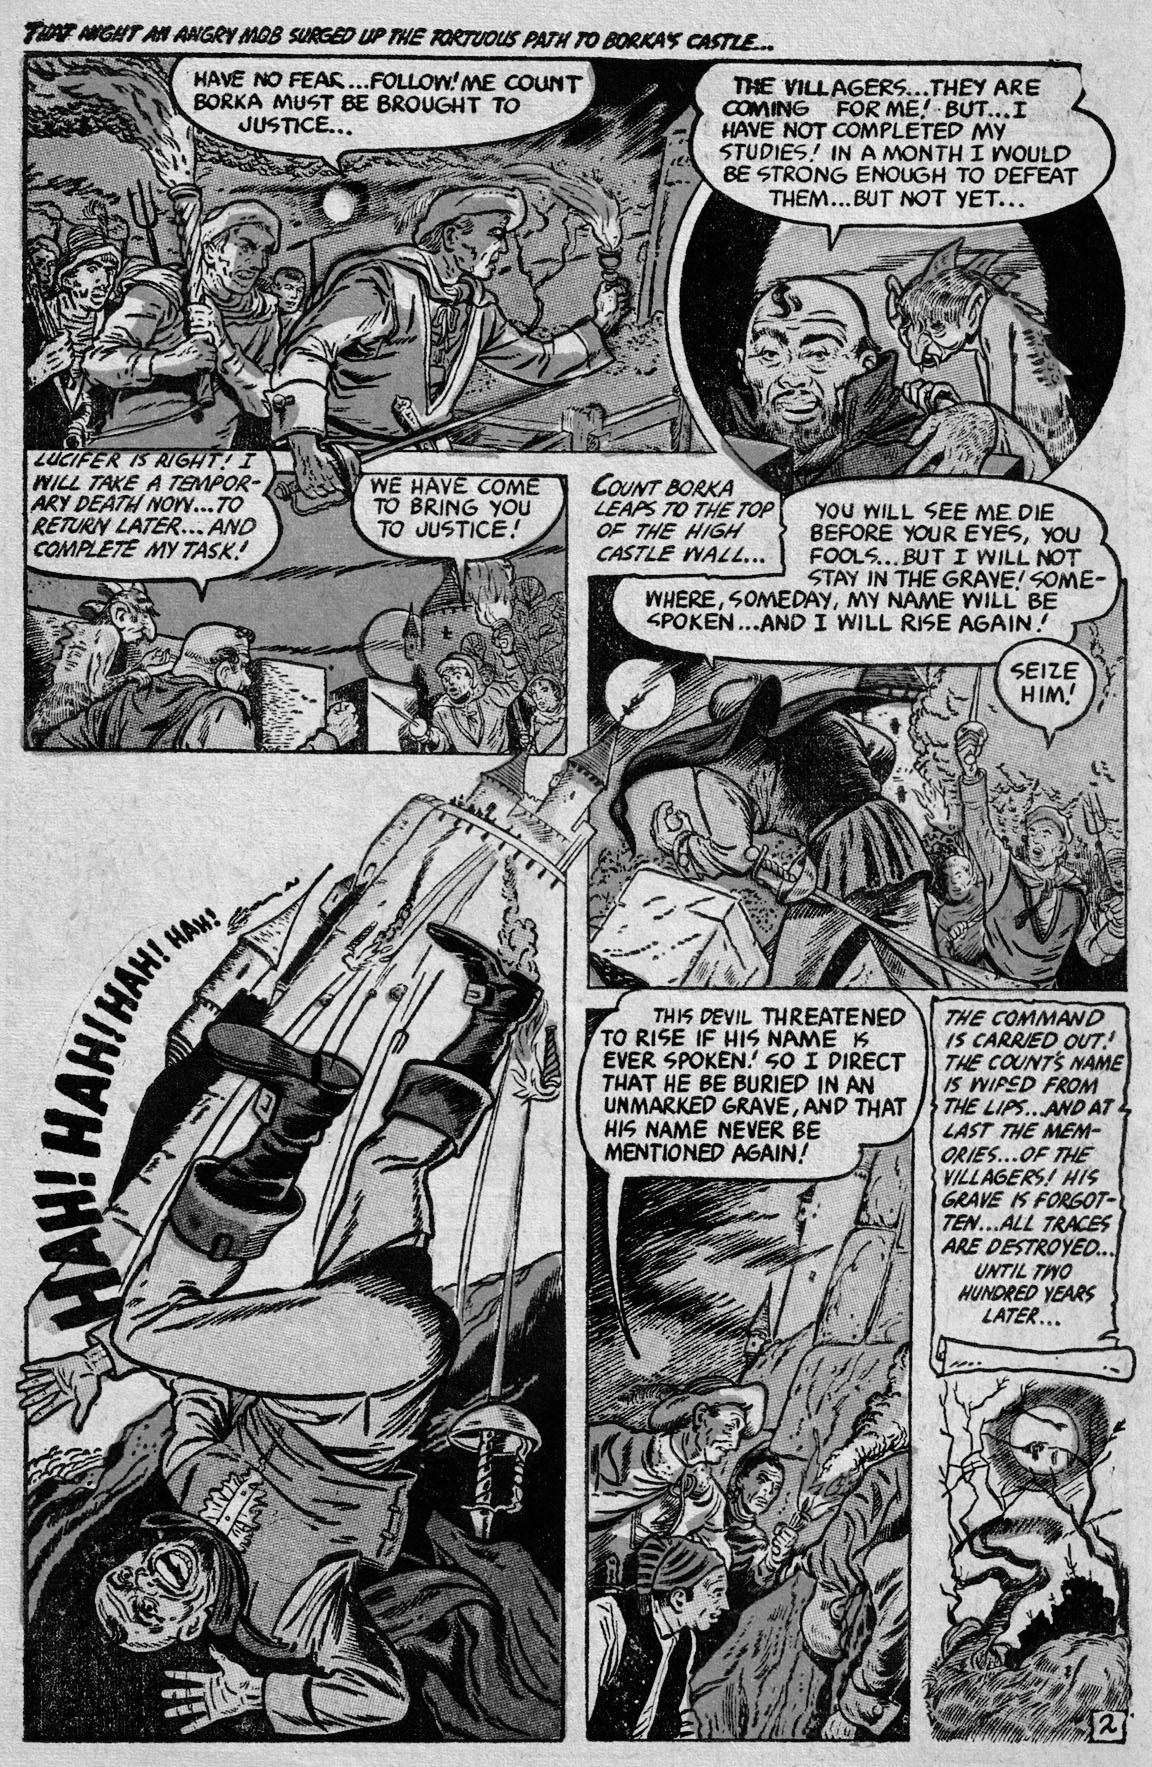 THAT NIGHT AN ANGRY MOB SURGED UP THE TORTUOUS PATH TO BORKA'S CASTLE...
HAVE NO FEAR...FOLLOW! ME COUNT
BORKA MUST BE BROUGHT TO
JUSTICE...
THE VILLAGERS...THEY ARE
COMING FOR ME! BUT...I
HAVE NOT COMPLETED MY
STUDIES! IN A MONTH I WOULD
BE STRONG ENOUGH TO DEFEAT
THEM...BUT NOT YET...
LUCIFER IS RIGHT! I
WILL TAKE A TEMPOR-
ARY DEATH NOW...TO
RETURN LATER...AND
COMPLETE MY TASK!
WE HAVE COME
TO BRING YOU
TO JUSTICE!
COUNT BORKA
LEAPS TO THE TOP
OF THE HIGH
CASTLE WALL...
YOU WILL SEE ME DIE
BEFORE YOUR EYES, YOU
FOOLS...BUT I WILL NOT
STAY IN THE GRAVE! SOME-
WHERE, SOMEDAY, MY NAME WILL BE
SPOKEN...AND I WILL RISE AGAIN!
SEIZE
HIM!
HAH! HAH! HAH! HAH! HAH! HAH!
THIS DEVIL THREATENED
TO RISE IF HIS NAME IS
EVER SPOKEN! SO I DIRECT
THAT HE BE BURIED IN AN
UNMARKED GRAVE, AND THAT
HIS NAME NEVER BE
MENTIONED AGAIN!
THE COMMAND
IS CARRIED OUT!
THE COUNT'S NAME
IS WIPED FROM
THE LIPS...AND AT
LAST THE MEM-
ORIES...OF THE
VILLAGERS! HIS
GRAVE IS FORGOT-
TEN...ALL TRACES
ARE DESTROYED...
UNTIL TWO
HUNDRED YEARS
LATER...
2